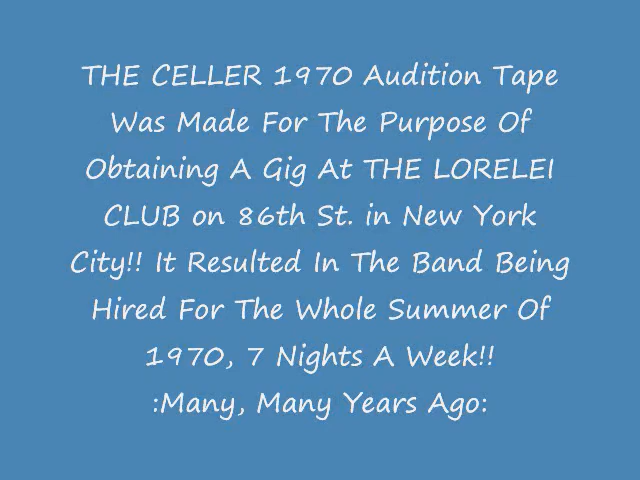 THE CELLER 1970 Audition Tape
Was Made For The Purpose Of
Obtaining A Gig At THE LORELEI
CLUB on 86th St. in New York
City!! It Resulted In The Band Being
Hired For The Whole Summer Of
1970, 7 Nights A Week!!
:Many, Many Years Ago: